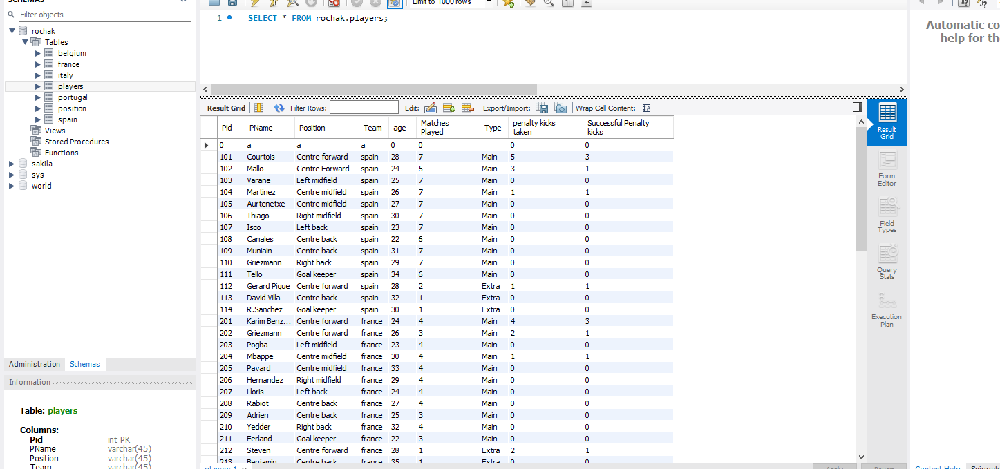 SCHEMAS
Filter objects
rochak
Tables
belgium
france
italy
players
portugal
position
spain
Views
Stored Procedures
Functions
sakila
sys
world
Administration Schemas
Information
Table: players
Columns:
Pid int PK
PName varchar(45)
Position varchar(45)
Team varchar(45)
Limit to 1000 rows
1 SELECT * FROM rochak.players;
Result Grid Filter Rows: Edit: Export/Import: Wrap Cell Content:
Pid PName Position Team age Matches Played Type penalty kicks taken Successful Penalty kicks
0 a a a 0 0 0 0
101 Courtois Centre forward spain 28 7 Main 5 3
102 Mallo Centre Forward spain 24 5 Main 3 1
103 Varane Left midfield spain 25 7 Main 0 0
104 Martinez Centre midfield spain 26 7 Main 1 1
105 Aurtenetxe Centre midfield spain 27 7 Main 0 0
106 Thiago Right midfield spain 30 7 Main 0 0
107 Isco Left back spain 23 7 Main 0 0
108 Canales Centre back spain 22 6 Main 0 0
109 Muniain Centre back spain 31 7 Main 0 0
110 Griezmann Right back spain 29 7 Main 0 0
111 Tello Goal keeper spain 34 6 Main 0 0
112 Gerard Pique Centre forward spain 28 2 Extra 1 1
113 David Villa Centre back spain 32 1 Extra 0 0
114 R.Sanchez Goal keeper spain 30 1 Extra 0 0
201 Karim Benz... Centre forward france 24 4 Main 4 3
202 Griezmann Centre forward france 26 3 Main 2 1
203 Pogba Left midfield france 23 4 Main 0 0
204 Mbappe Centre midfield france 30 4 Main 1 1
205 Pavard Centre midfield france 33 4 Main 0 0
206 Hernandez Right midfield france 29 4 Main 0 0
207 Lloris Left back france 24 4 Main 0 0
208 Rabiot Centre back france 27 4 Main 0 0
209 Adrien Centre back france 25 3 Main 0 0
210 Yedder Right back france 32 4 Main 0 0
211 Ferland Goal keeper france 22 3 Main 0 0
212 Steven Centre forward france 28 1 Extra 2 1
213 Benjamin Centre back france 35 1 Extra 0 0
players 1
Apply Revert
Result Grid
Form Editor
Field Types
Query Stats
Execution Plan
Automatic co
help for the
Context Help Snippets